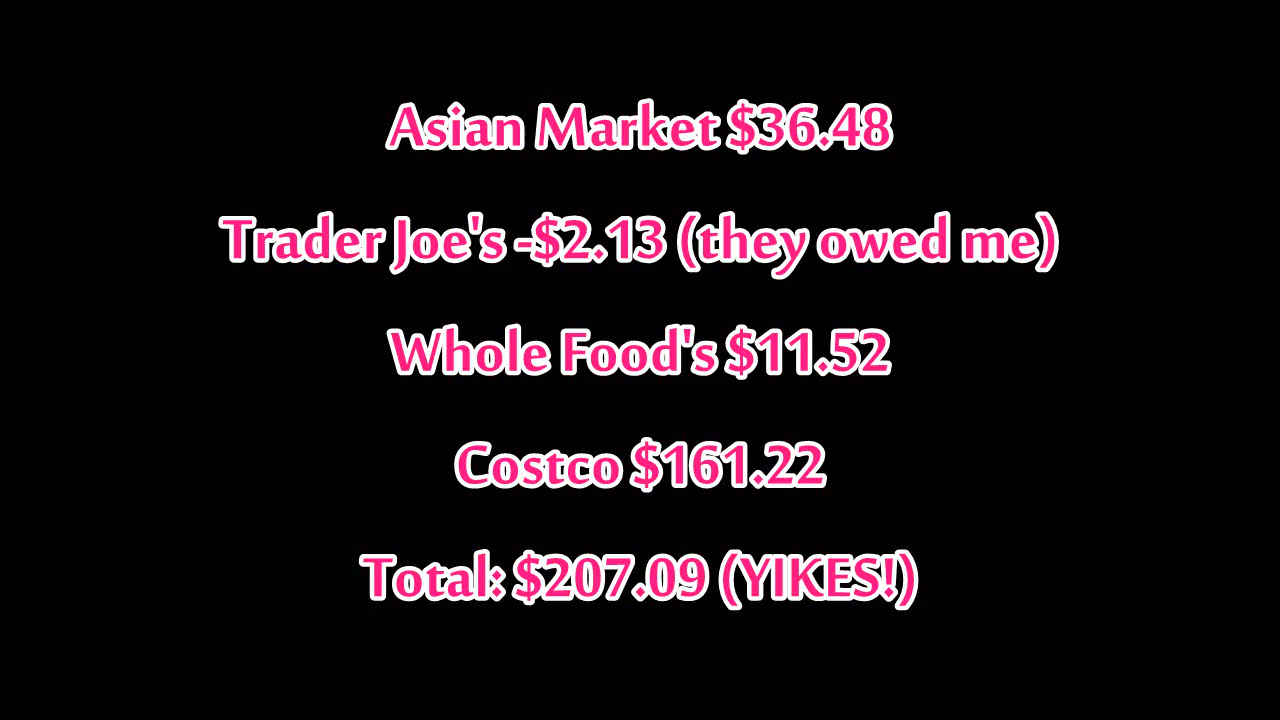 Asian Market $36.48
Trader Joe's -$2.13 (they owed me)
Whole Food's $11.52
Costco $161.22
Total: $207.09 (YIKES!)